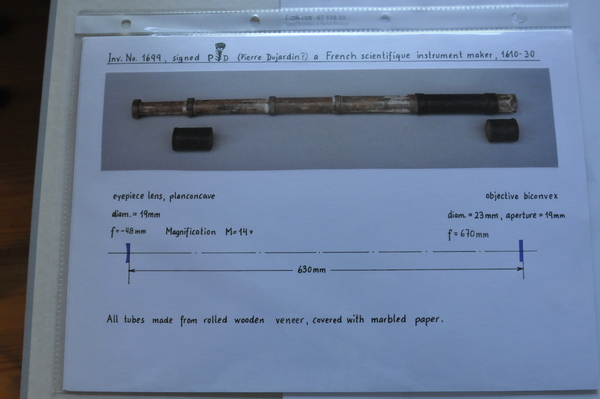 Inv. No. 1699, signed P D (Pierre Dujardin?) a French scientifique instrument maker, 1610-30
eyepiece lens, planconcave
diam. = 19mm
f = -48mm Magnification M = 14x
objective biconvex
diam. = 23mm, aperture = 19mm
f = 670mm
630mm
All tubes made from rolled wooden veneer, covered with marbled paper.